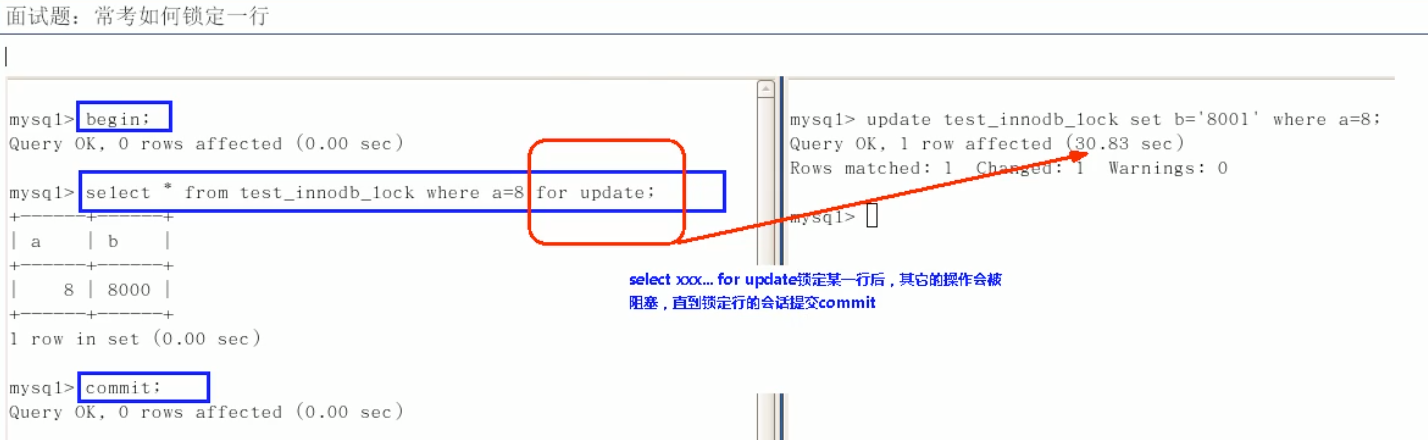 面试题：常考如何锁定一行
mysql> begin;
Query OK, 0 rows affected (0.00 sec)
mysql> select * from test_innodb_lock where a=8 for update;
+------+------+
| a    | b    |
+------+------+
|    8 | 8000 |
+------+------+
1 row in set (0.00 sec)
mysql> commit;
Query OK, 0 rows affected (0.00 sec)
mysql> update test_innodb_lock set b='8001' where a=8;
Query OK, 1 row affected (30.83 sec)
Rows matched: 1  Changed: 1  Warnings: 0
mysql>
select xxx... for update锁定某一行后，其它的操作会被
阻塞，直到锁定行的会话提交commit